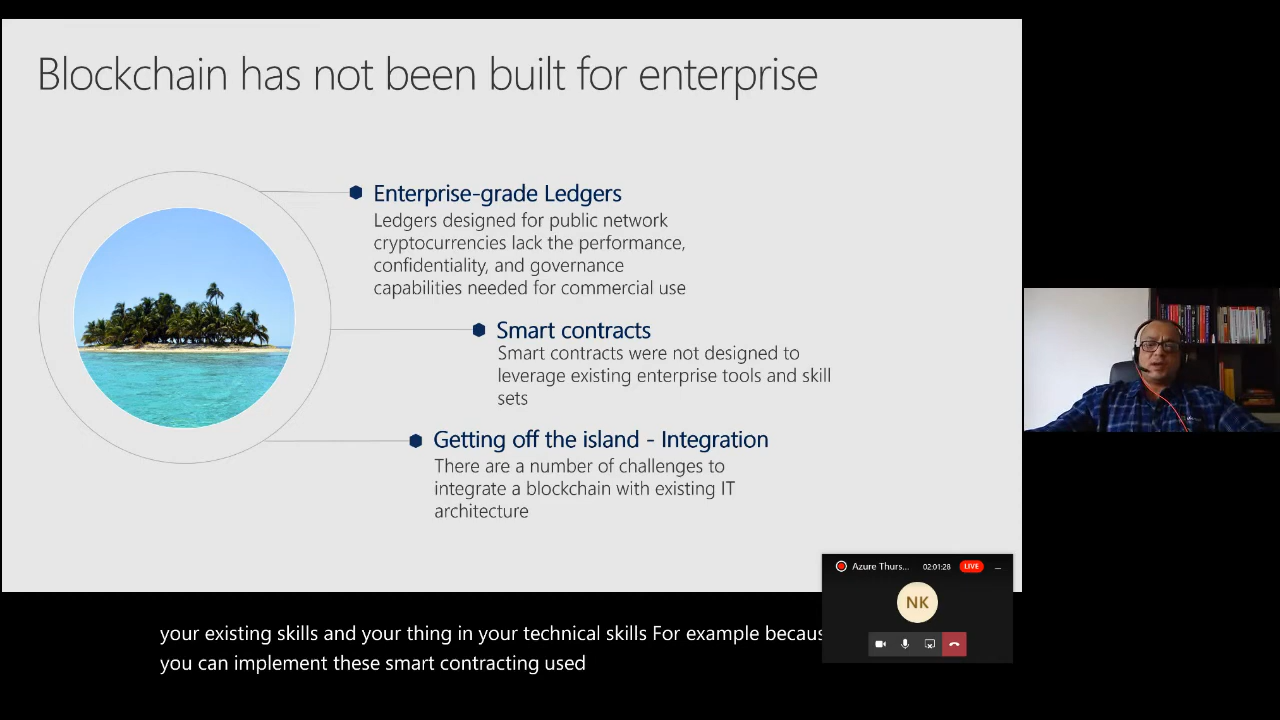 Blockchain has not been built for enterprise
Enterprise-grade Ledgers
Ledgers designed for public network
cryptocurrencies lack the performance,
confidentiality, and governance
capabilities needed for commercial use
Smart contracts
Smart contracts were not designed to
leverage existing enterprise tools and skill
sets
Getting off the island - Integration
There are a number of challenges to
integrate a blockchain with existing IT
architecture
Azure Thurs... 02:01:28 LIVE
NK
your existing skills and your thing in your technical skills For example becaus
you can implement these smart contracting used